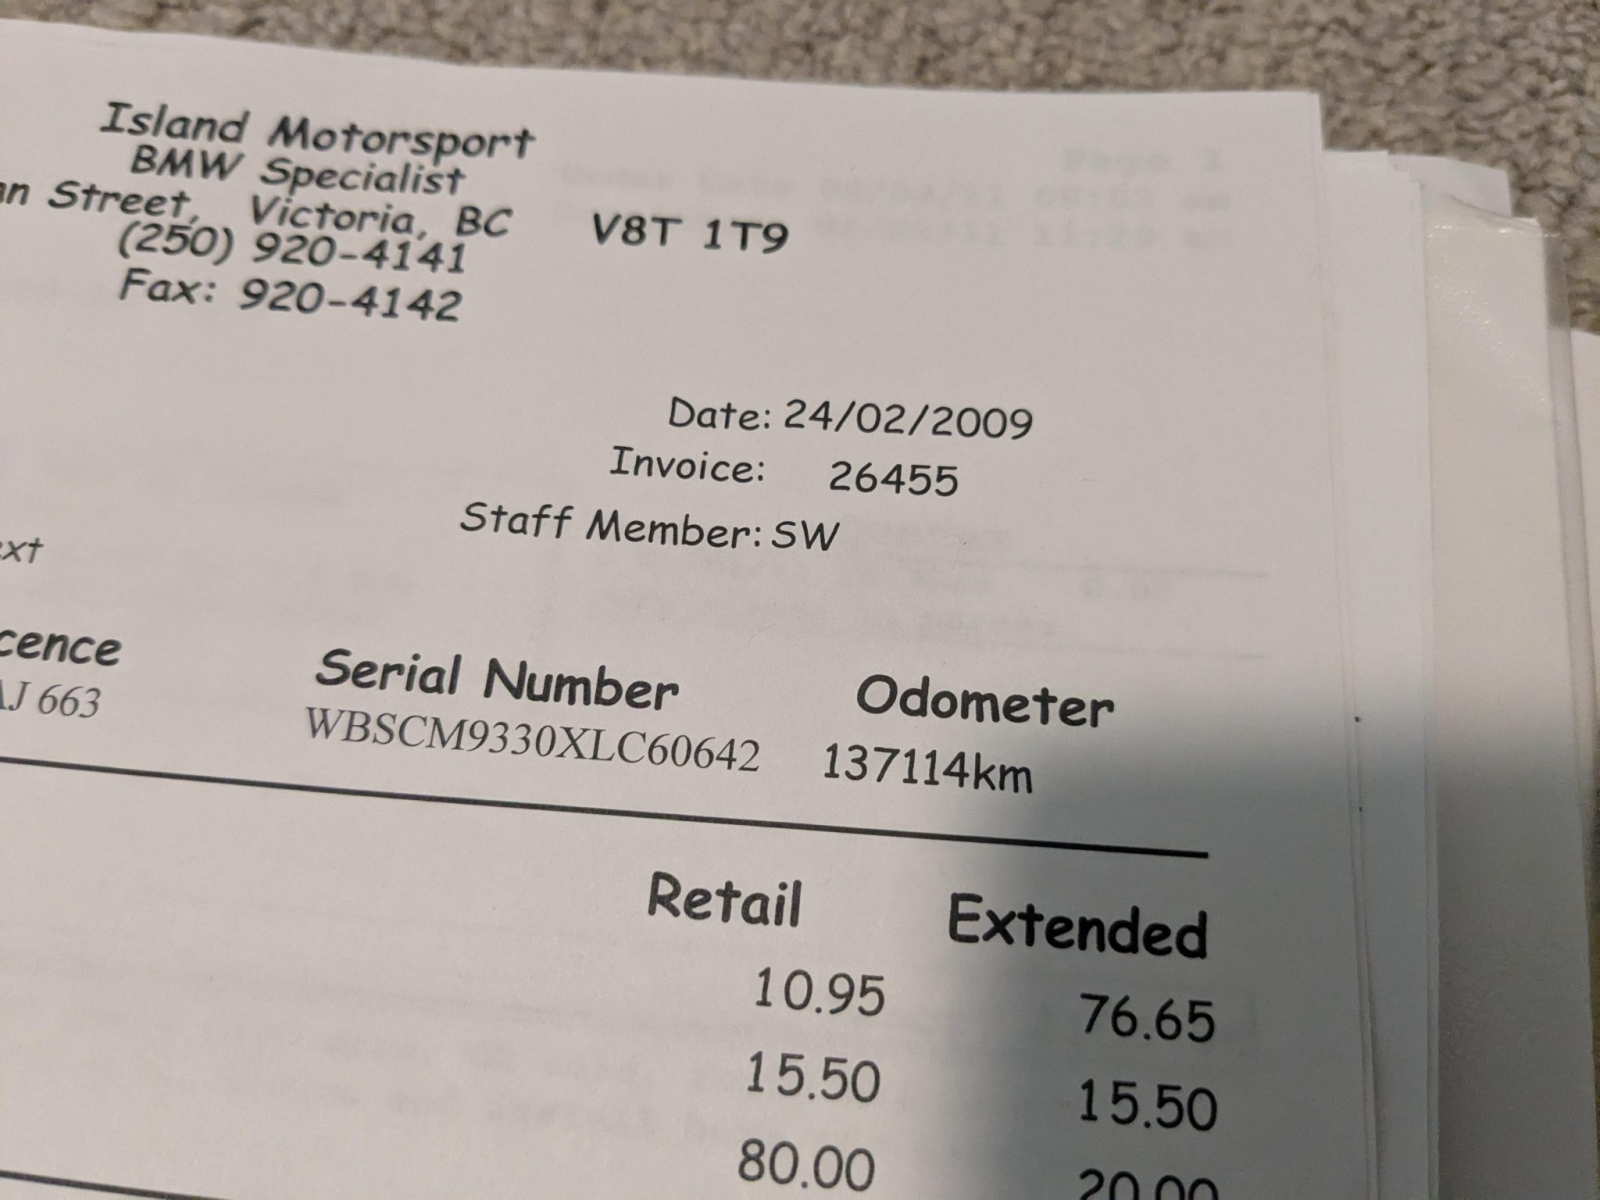 Island Motorsport
BMW Specialist
Street, Victoria, BC V8T 1T9
(250) 920-4141
Fax: 920-4142
Date: 24/02/2009
Invoice: 26455
Staff Member: SW
Serial Number Odometer
663 WBSCM9330XLC60642 137114km
Retail Extended
10.95 76.65
15.50 15.50
80.00 20.00